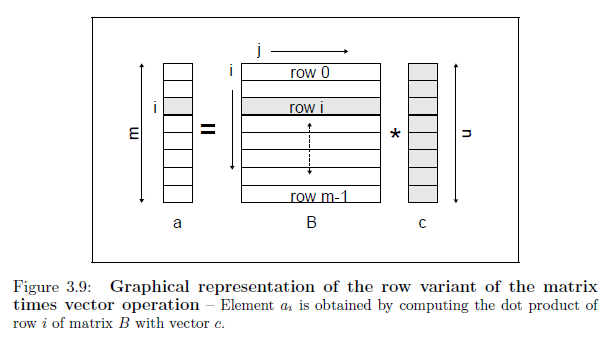 j
i
row 0
i
row i
m
=
*
n
row m-1
a
B
c
Figure 3.9: Graphical representation of the row variant of the matrix
times vector operation – Element ai is obtained by computing the dot product of
row i of matrix B with vector c.